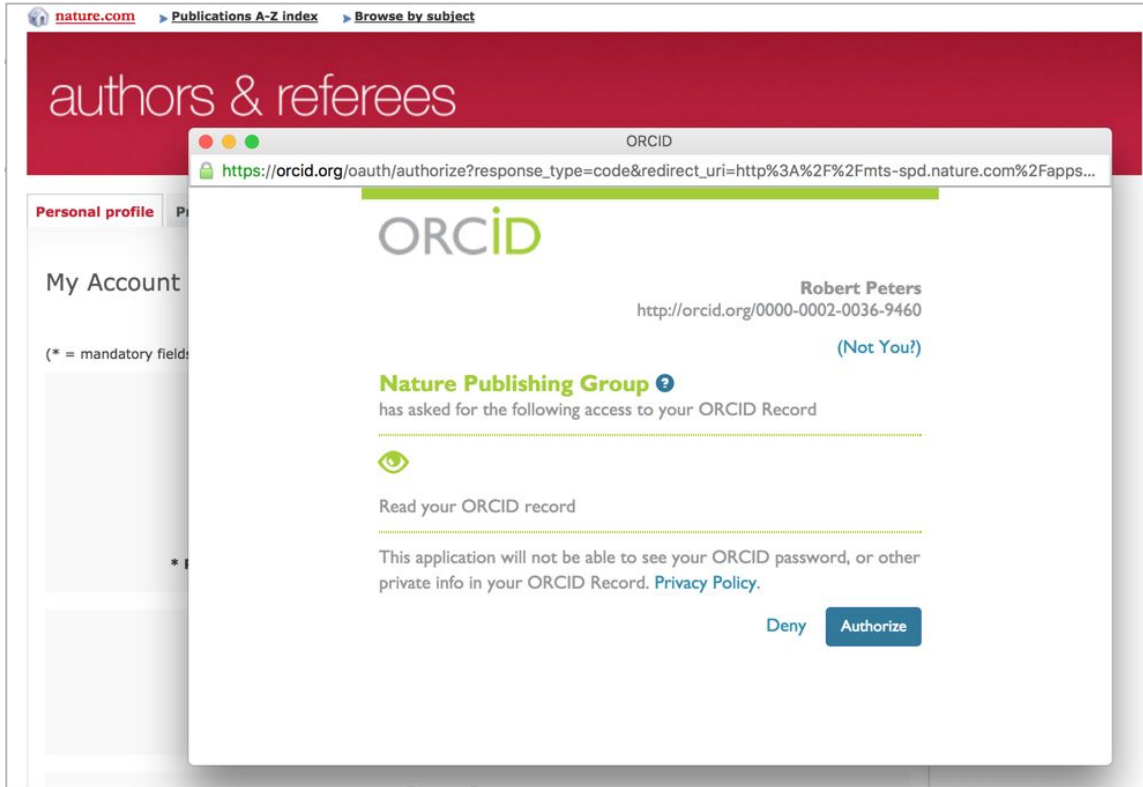 nature.com Publications A-Z index Browse by subject
authors & referees
ORCID
https://orcid.org/oauth/authorize?response_type=code&redirect_uri=http%3A%2F%2Fmts-spd.nature.com%2Fapps...
Personal profile
ORCiD
My Account
Robert Peters
http://orcid.org/0000-0002-0036-9460
(Not You?)
(* = mandatory fields
Nature Publishing Group ?
has asked for the following access to your ORCID Record
Read your ORCID record
This application will not be able to see your ORCID password, or other
private info in your ORCID Record. Privacy Policy.
Deny Authorize